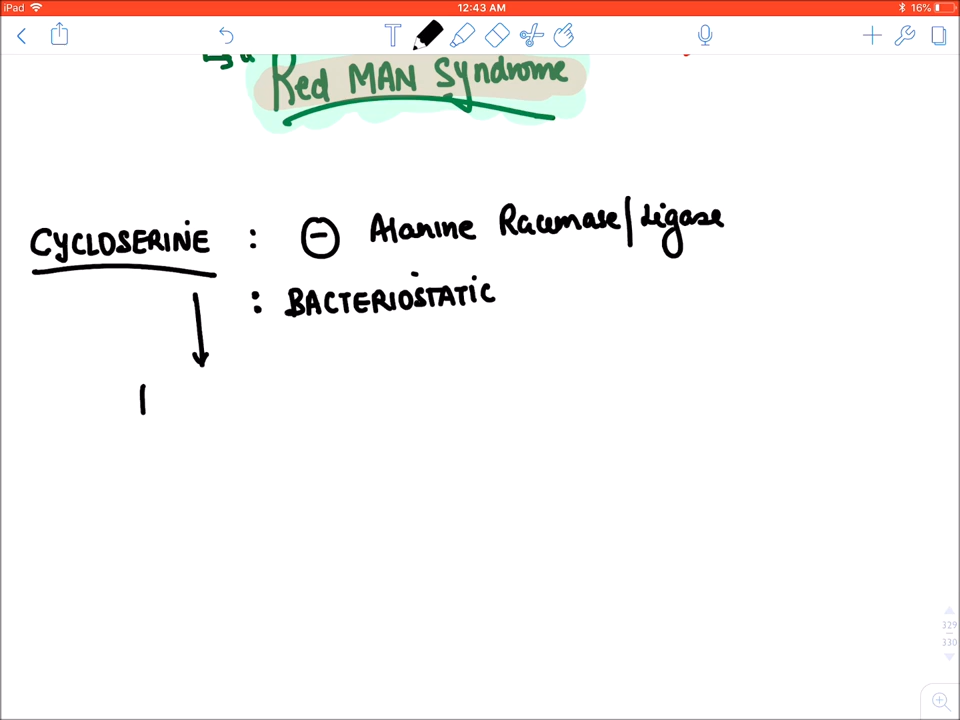 iPad 12:43 AM 16%
T
Red MAN Syndrome
CYCLOSERINE : ⊖ Alanine Racemase/Ligase
: BACTERIOSTATIC
329
330